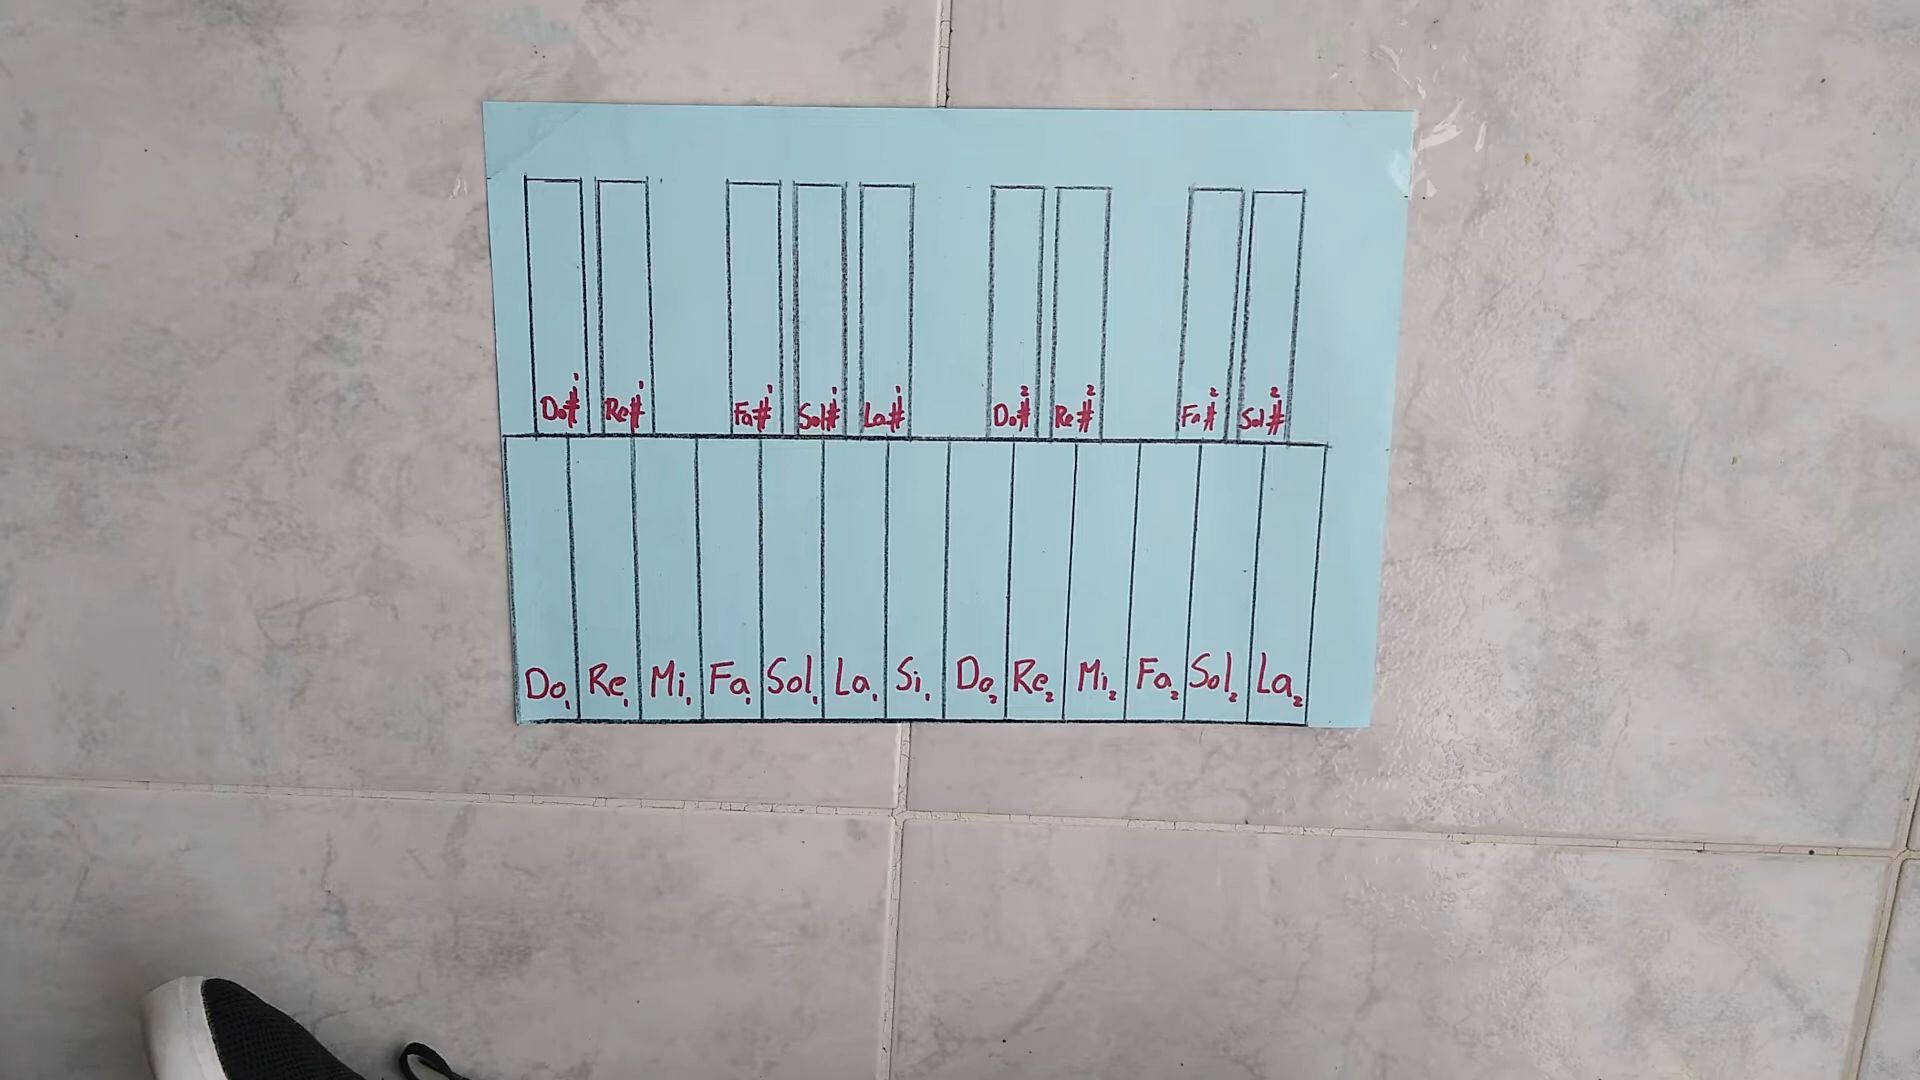 Do#¹ Re#¹ Fa#¹ Sol#¹ La#¹ Do#² Re#² Fa#² Sol#²
Do₁ Re₁ Mi₁ Fa₁ Sol₁ La₁ Si₁ Do₂ Re₂ Mi₂ Fa₂ Sol₂ La₂